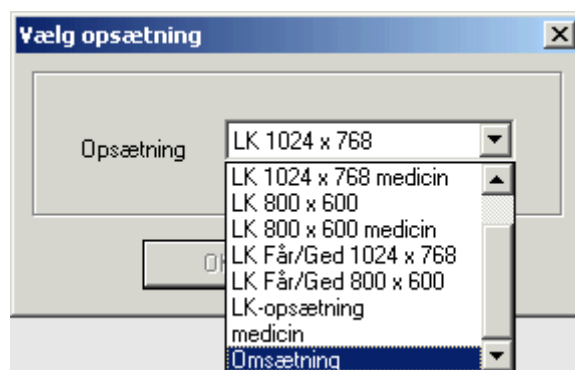 Vælg opsætning
Opsætning
LK 1024 x 768
LK 1024 x 768 medicin
LK 800 x 600
LK 800 x 600 medicin
LK Får/Ged 1024 x 768
LK Får/Ged 800 x 600
LK-opsætning
medicin
Omsætning